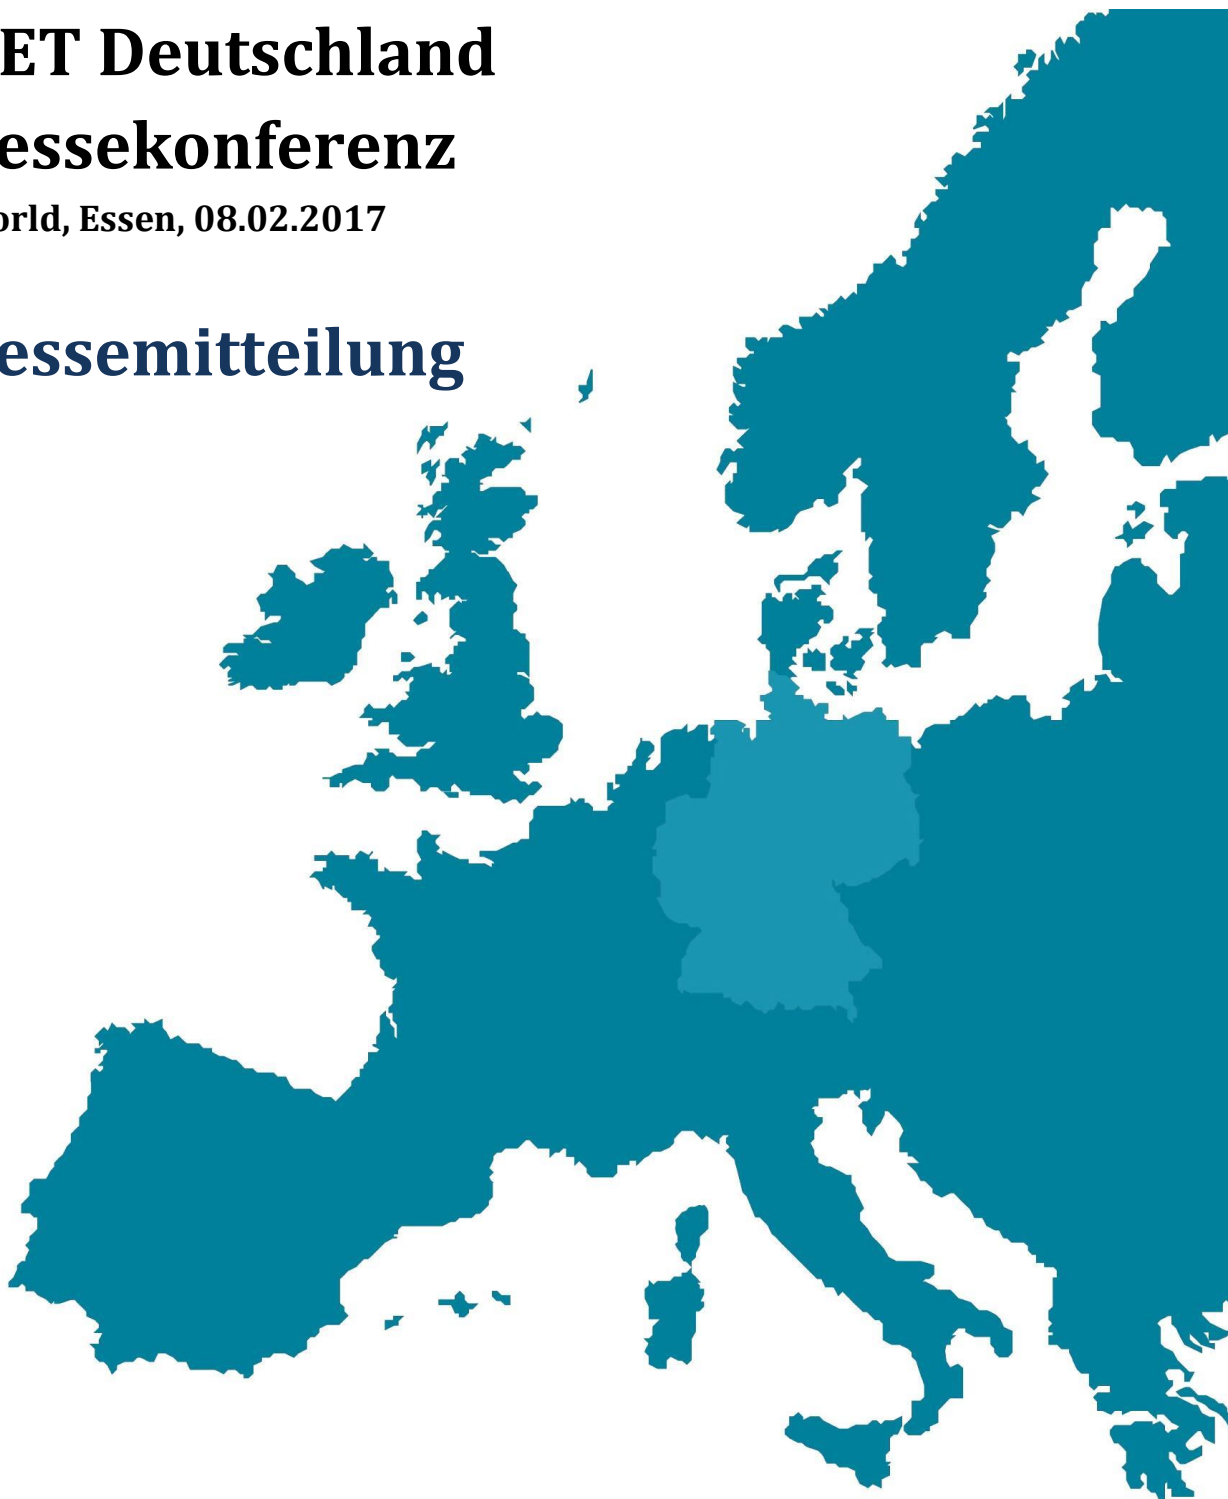 ET Deutschland
essekonferenz
orld, Essen, 08.02.2017
essemitteilung